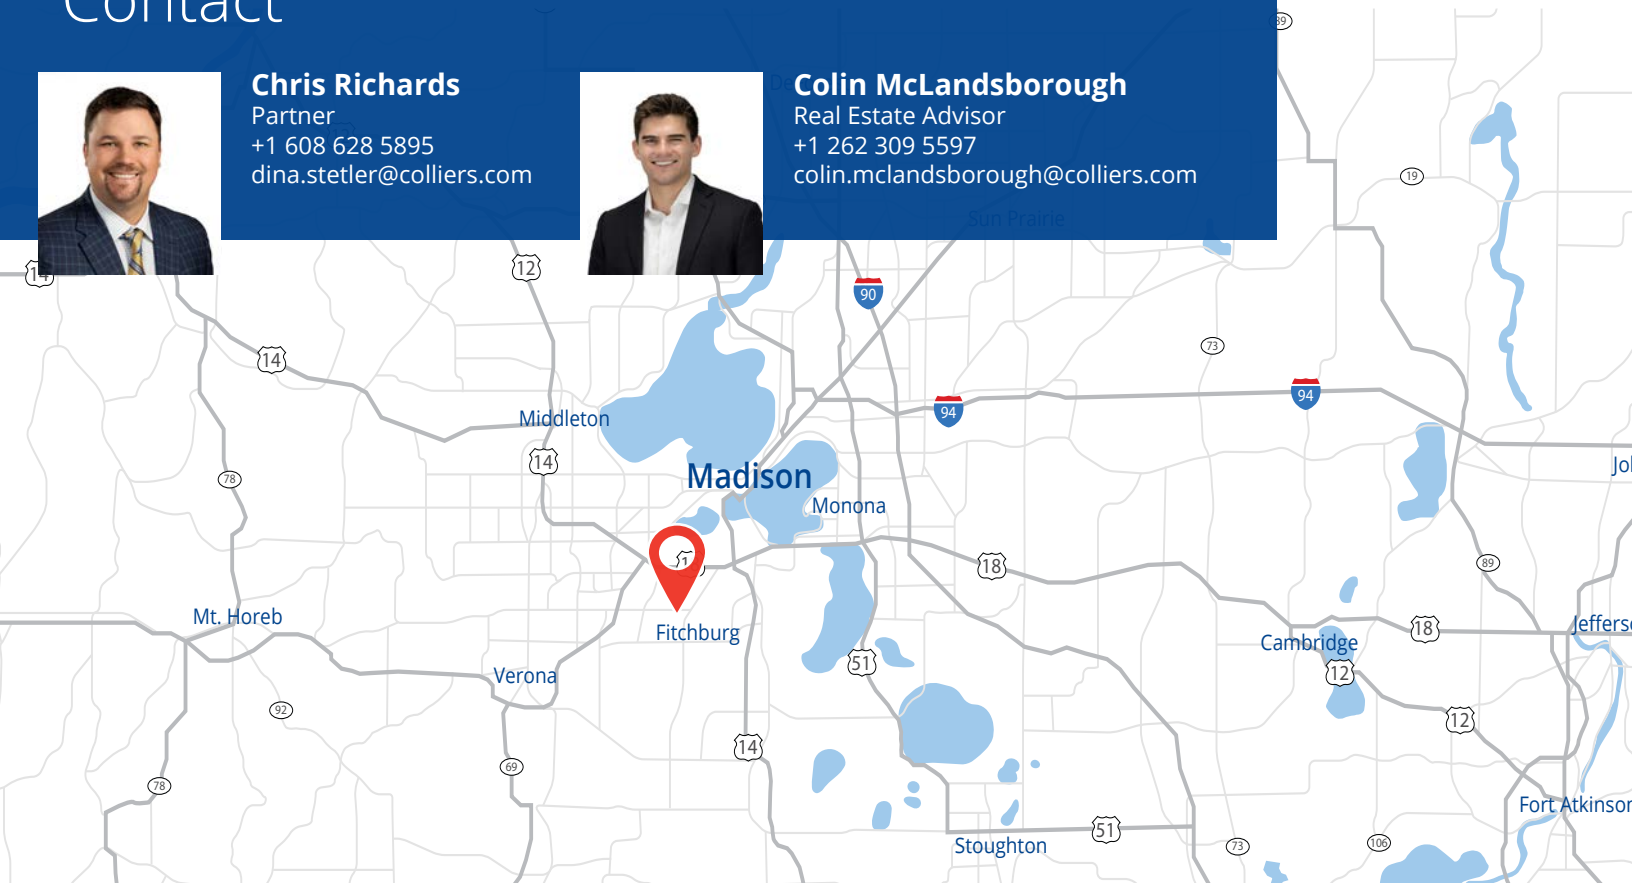 Contact
Chris Richards
Partner
+1 608 628 5895
dina.stetler@colliers.com
Colin McLandsborough
Real Estate Advisor
+1 262 309 5597
colin.mclandsborough@colliers.com
89
19
Sun Prairie
14
12
90
73
14
94
94
Middleton
14
Madison
78
Monona
18
89
Mt. Horeb
Fitchburg
18
Cambridge
51
12
Verona
92
12
14
69
78
Fort Atkinson
51
Stoughton
73
106